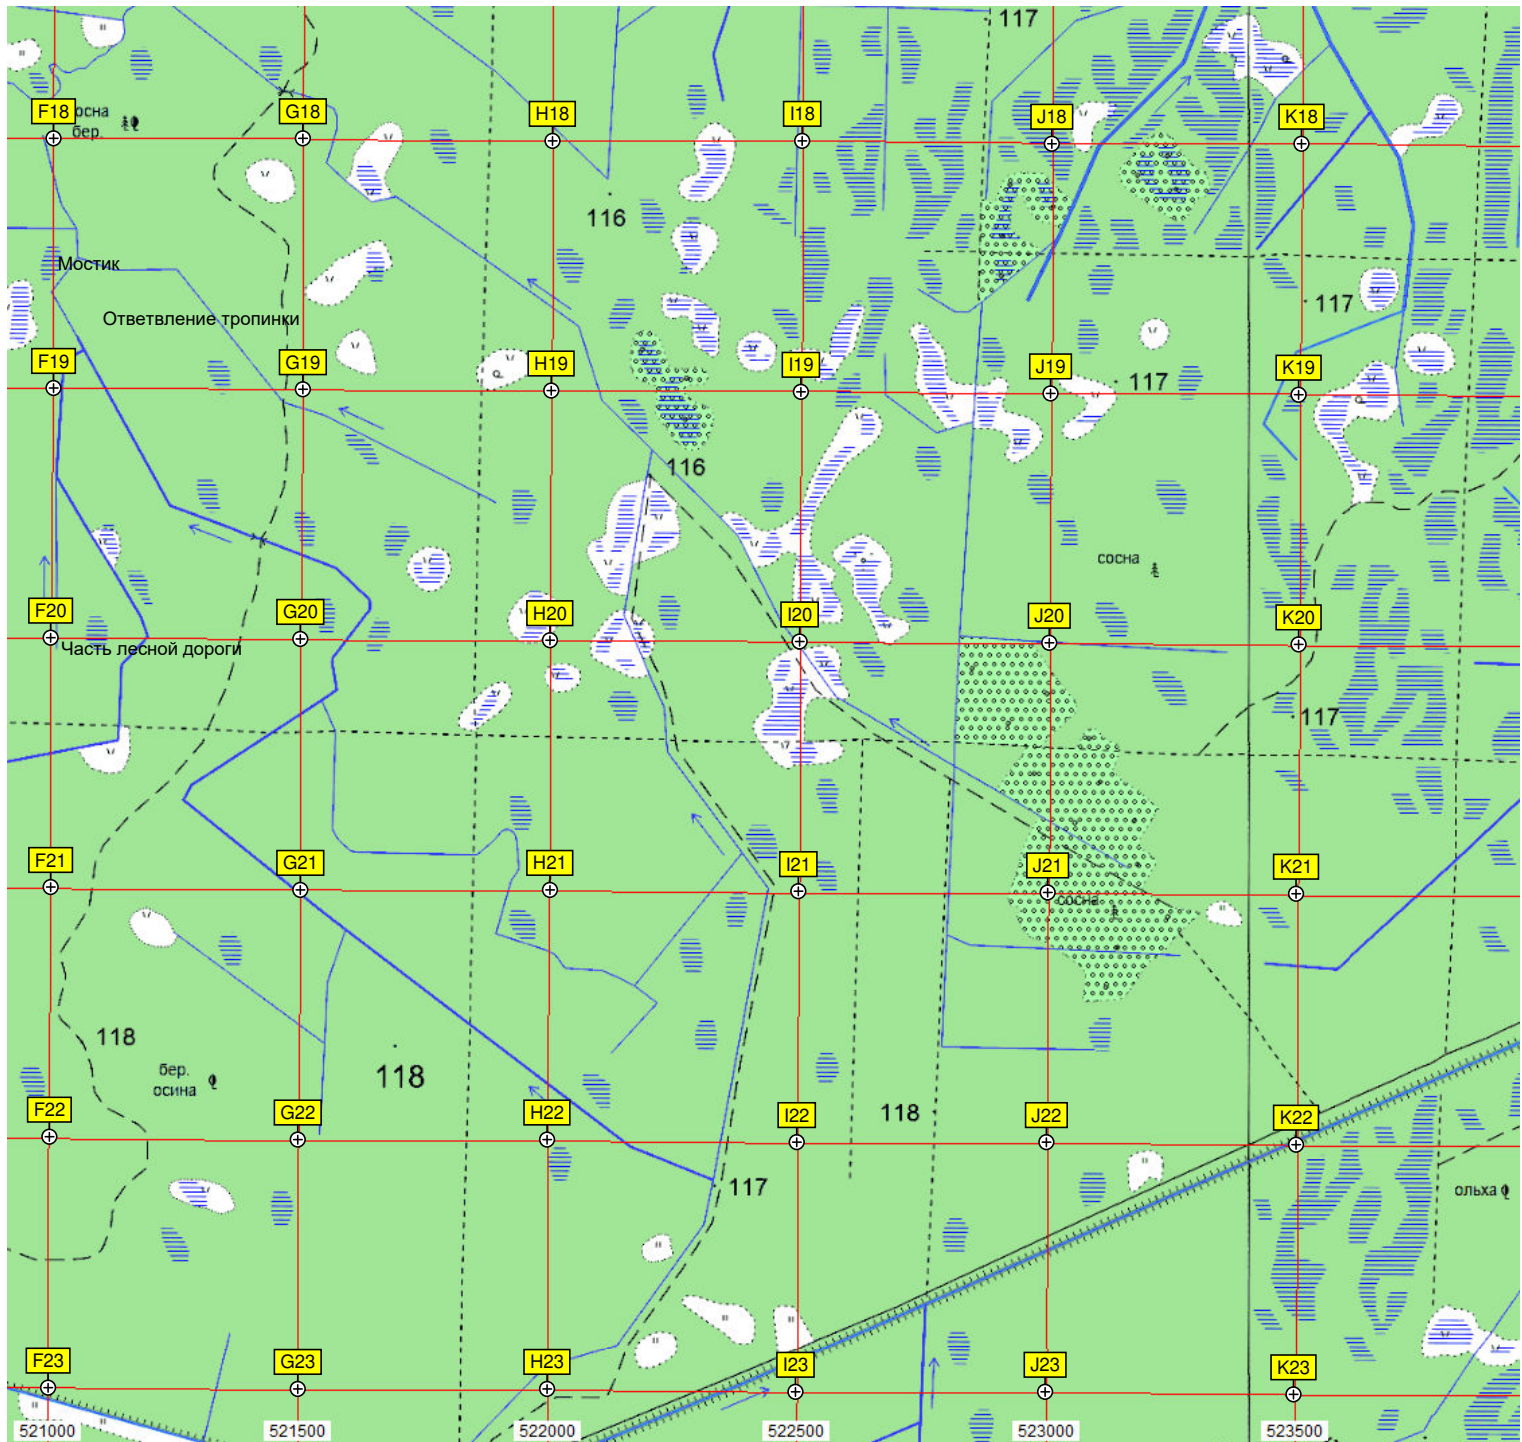 117
F18
G18
H18
I18
J18
K18
осна
бер.
116
Мостик
117
Ответвление тропинки
F19
G19
H19
I19
J19
K19
117
116
сосна
F20
G20
H20
I20
J20
K20
Часть лесной дороги
117
F21
G21
H21
I21
J21
K21
сосна
118
бер.
осина
118
118
F22
G22
H22
I22
J22
K22
117
ольха
F23
G23
H23
I23
J23
K23
521000
521500
522000
522500
523000
523500